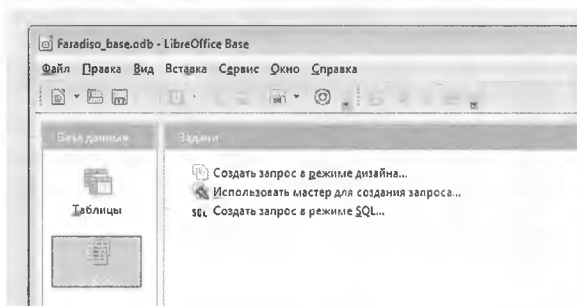 Faradiso_base.odb - LibreOffice Base
Файл Правка Вид Вставка Сервис Окно Справка
База данных Задачи
Создать запрос в режиме дизайна...
Использовать мастер для создания запроса...
Таблицы
SQL Создать запрос в режиме SQL...